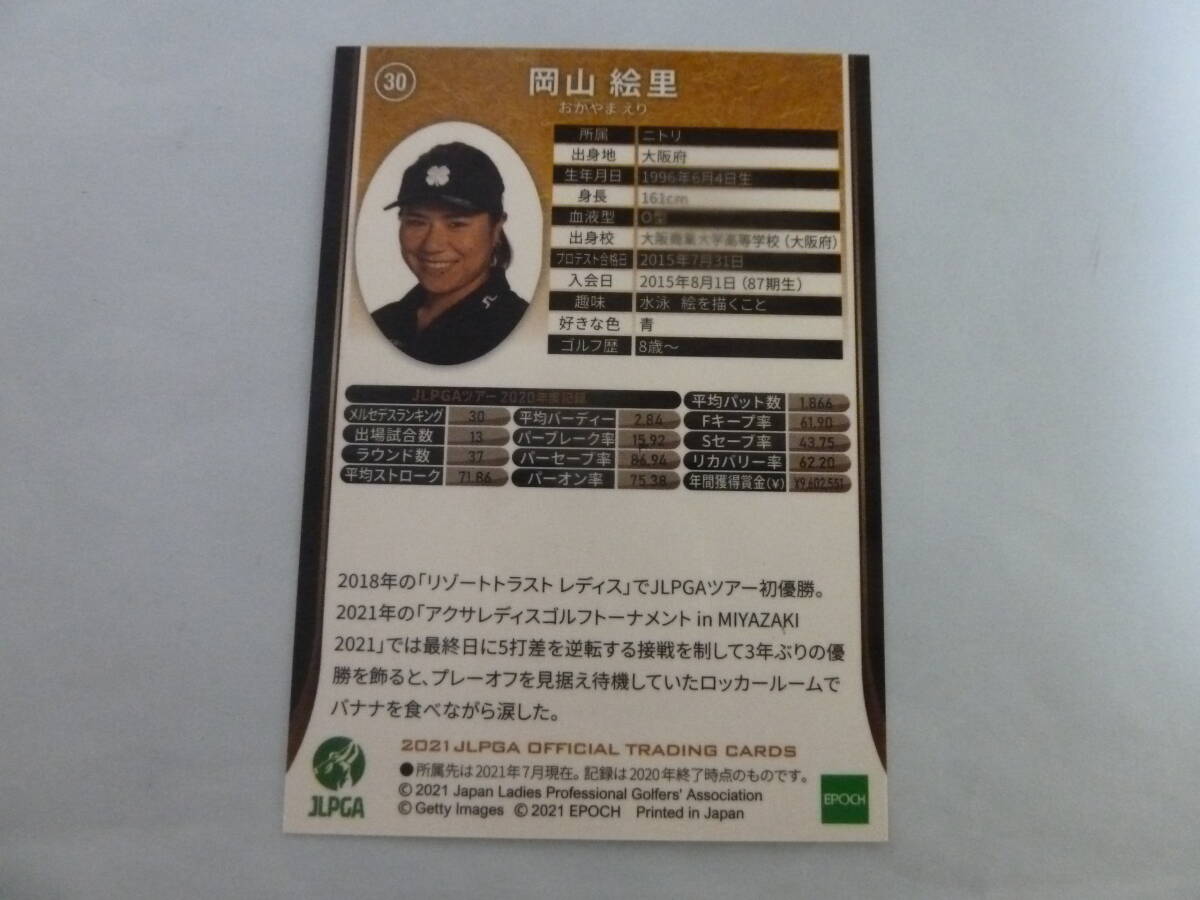 30
岡山 絵里
おかやま えり
所属 ニトリ
出身地 大阪府
生年月日 1996年6月4日生
身長 161cm
血液型 O型
出身校 大阪商業大学高等学校 (大阪府)
プロテスト合格日 2015年7月31日
入会日 2015年8月1日 (87期生)
趣味 水泳 絵を描くこと
好きな色 青
ゴルフ歴 8歳〜
JLPGAツアー 2020年度記録
メルセデスランキング 30
出場試合数 13
ラウンド数 37
平均ストローク 71.86
平均バーディー 2.84
パーブレーク率 15.92
パーセーブ率 86.94
パーオン率 75.38
平均パット数 1.866
Fキープ率 61.90
Sセーブ率 43.75
リカバリー率 62.20
年間獲得賞金(¥) ¥9,602,551
2018年の「リゾートトラスト レディス」でJLPGAツアー初優勝。
2021年の「アクサレディスゴルフトーナメント in MIYAZAKI
2021」では最終日に5打差を逆転する接戦を制して3年ぶりの優
勝を飾ると、プレーオフを見据え待機していたロッカールームで
バナナを食べながら涙した。
2021 JLPGA OFFICIAL TRADING CARDS
●所属先は2021年7月現在。記録は2020年終了時点のものです。
© 2021 Japan Ladies Professional Golfers' Association
© Getty Images © 2021 EPOCH Printed in Japan
JLPGA
EPOCH